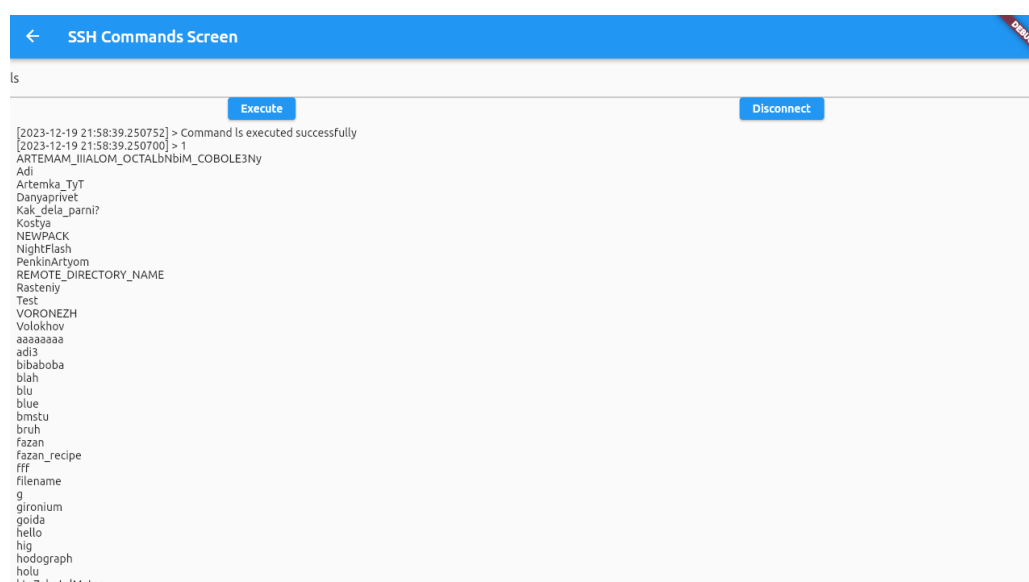 SSH Commands Screen
ls
Execute Disconnect
[2023-12-19 21:58:39.250752] > Command ls executed successfully
[2023-12-19 21:58:39.250700] > 1
ARTEMAM_IIIALOM_OCTALbNbiM_COBOLE3Ny
Adi
Artemka_TyT
Danyaprivet
Kak_dela_parni?
Kostya
NEWPACK
NightFlash
PenkinArtyom
REMOTE_DIRECTORY_NAME
Rasteniy
Test
VORONEZH
Volokhov
aaaaaaaa
adi3
bibaboba
blah
blu
blue
bmstu
bruh
fazan
fazan_recipe
fff
filename
g
gironium
goida
hello
hig
hodograph
holu